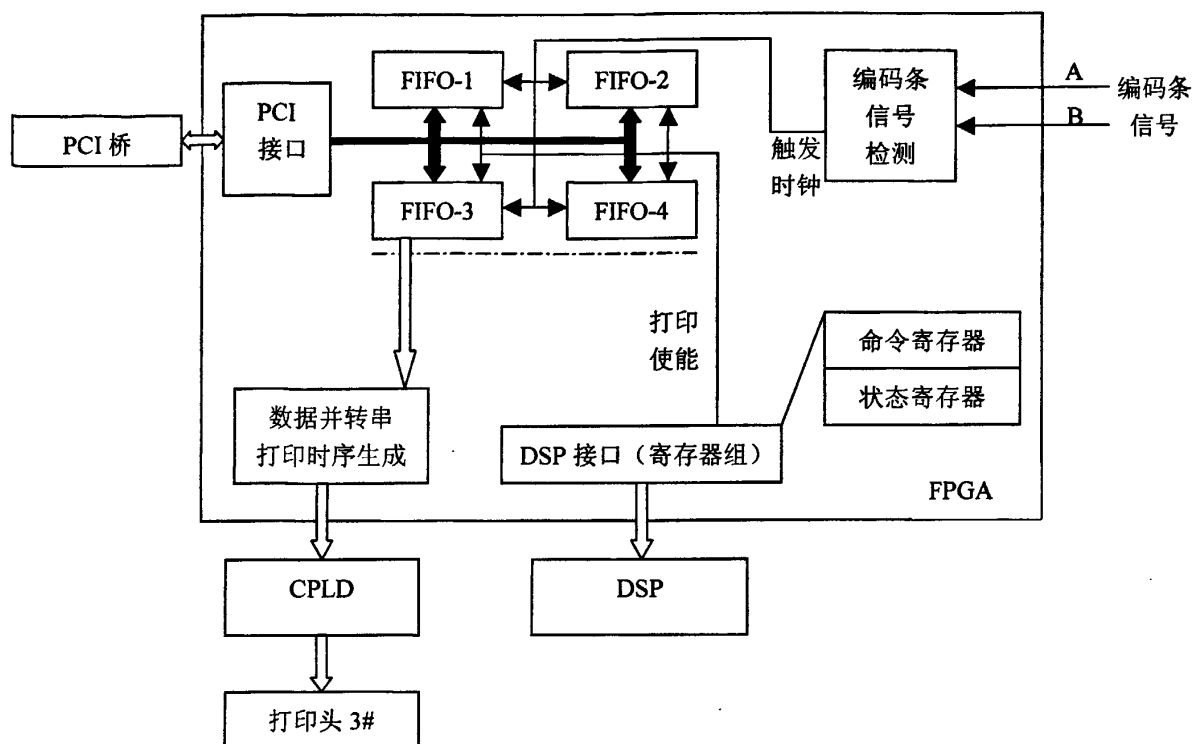 FIFO-1
FIFO-2
PCI
接口
PCI 桥
编码条
信号
检测
A
B
编码条
信号
触发
时钟
FIFO-3
FIFO-4
打印
使能
命令寄存器
状态寄存器
数据并转串
打印时序生成
DSP 接口（寄存器组）
FPGA
CPLD
DSP
打印头 3#